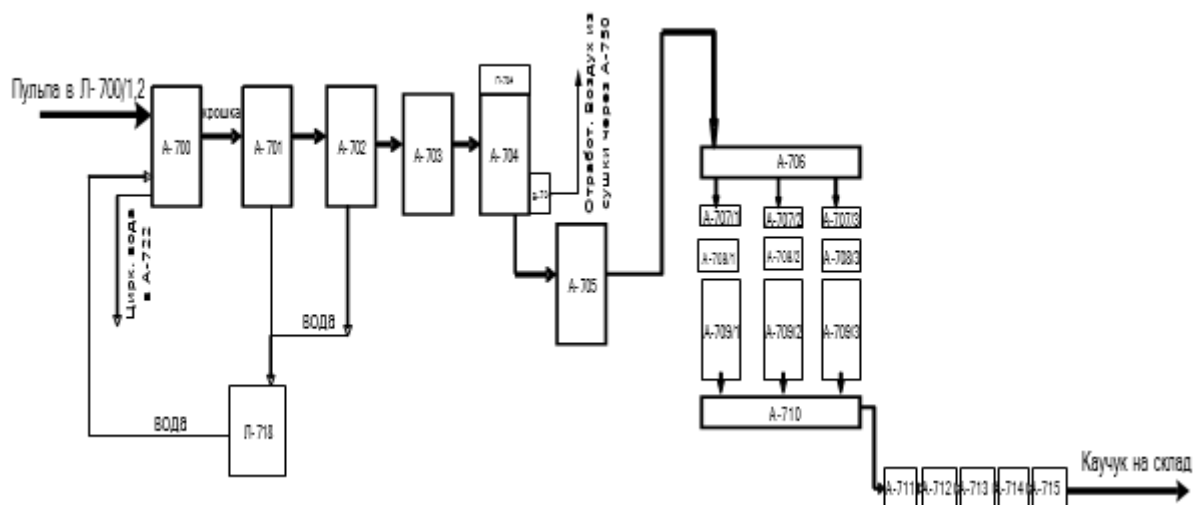 Пульпа в Л-700/1,2
А-700
крошка
А-701
А-702
А-703
А-704
Отработ. Воздух из
сушки через А-750
А-705
А-706
А-707/1
А-707/2
А-707/3
А-708/1
А-708/2
А-708/3
А-709/1
А-709/2
А-709/3
А-710
Цирк. вода
в А-722
вода
вода
Л-718
А-711
А-712
А-713
А-714
А-715
Каучук на склад